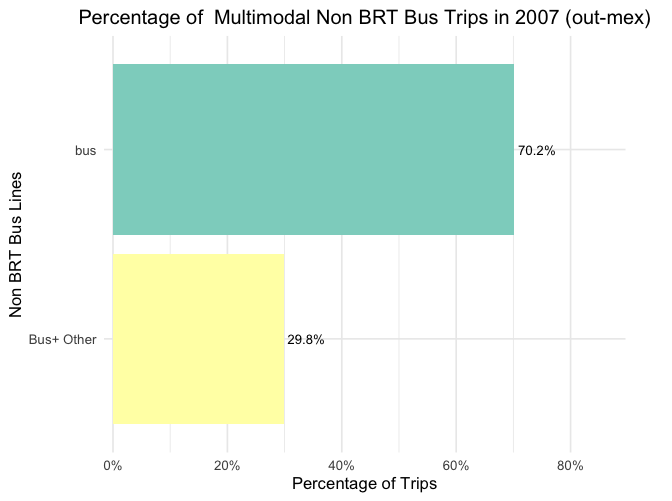 Percentage of  Multimodal Non BRT Bus Trips in 2007 (out-mex)
Non BRT Bus Lines
bus
70.2%
Bus+ Other
29.8%
0% 20% 40% 60% 80%
Percentage of Trips